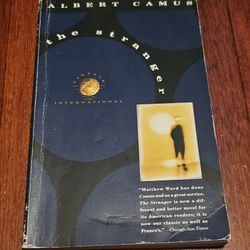 ALBERT CAMUS
the stranger
VINTAGE
INTERNATIONAL
"Matthew Ward has done
Camus and us a great service.
The Stranger is now a dif-
ferent and better novel for
its American readers; it is
now our classic as well as
France's." Chicago Sun Times